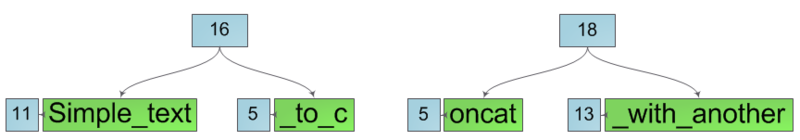 16 18
11 Simple_text 5 _to_c 5 oncat 13 _with_another